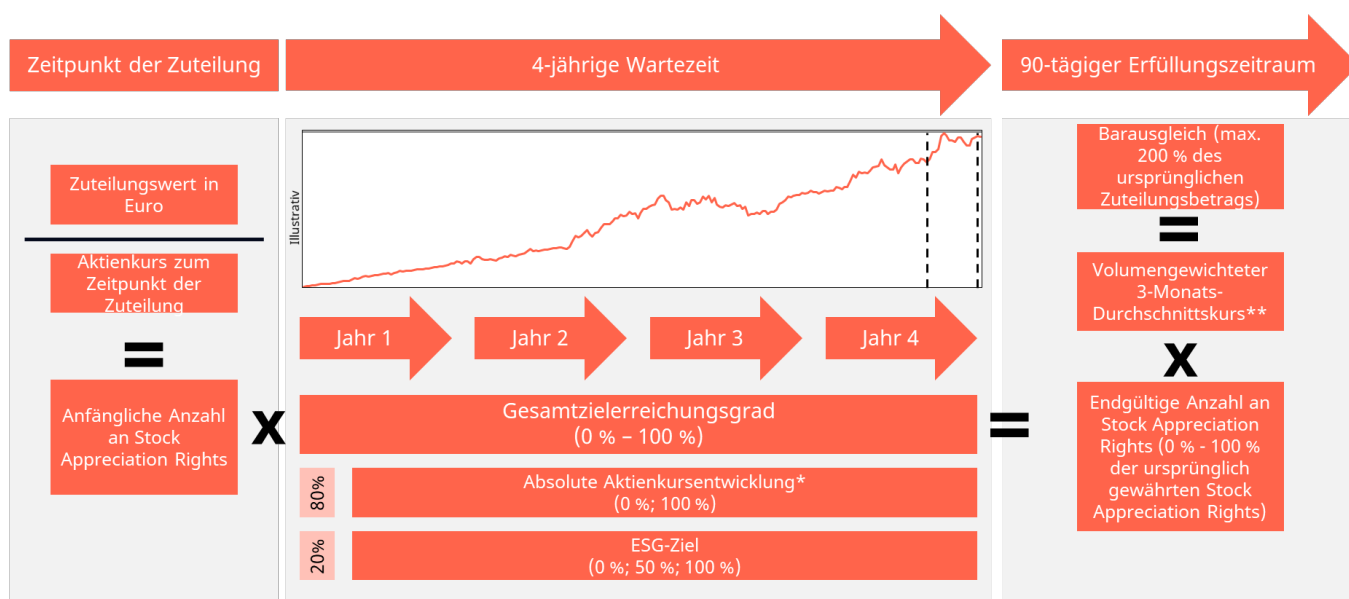 Zeitpunkt der Zuteilung
4-jährige Wartezeit
90-tägiger Erfüllungszeitraum
Zuteilungswert in
Euro
Aktienkurs zum
Zeitpunkt der
Zuteilung
=
Anfängliche Anzahl
an Stock
Appreciation Rights
x
Illustrativ
Jahr 1
Jahr 2
Jahr 3
Jahr 4
Gesamtzielerreichungsgrad
(0 % – 100 %)
80%
Absolute Aktienkursentwicklung*
(0 %; 100 %)
20%
ESG-Ziel
(0 %; 50 %; 100 %)
=
Barausgleich (max.
200 % des
ursprünglichen
Zuteilungsbetrags)
=
Volumengewichteter
3-Monats-
Durchschnittskurs**
x
Endgültige Anzahl an
Stock Appreciation
Rights (0 % - 100 %
der ursprünglich
gewährten Stock
Appreciation Rights)